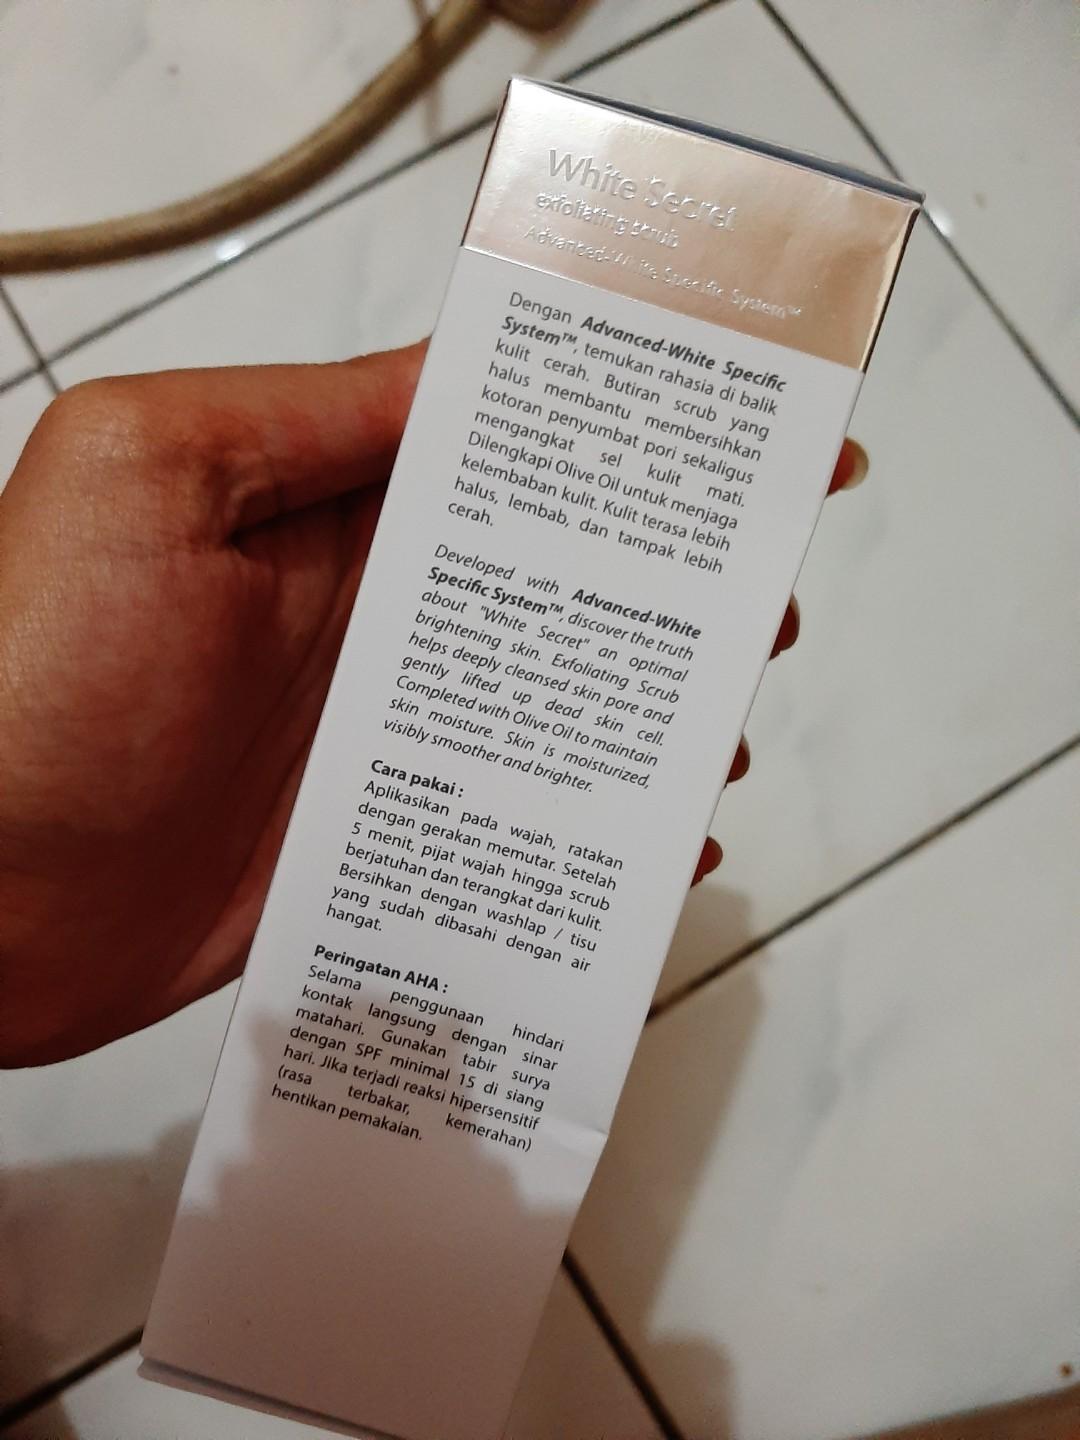 White Secret
exfoliating scrub
Advanced-White Specific System™
Dengan Advanced-White Specific
System™, temukan rahasia di balik
kulit cerah. Butiran scrub yang
halus membantu membersihkan
kotoran penyumbat pori sekaligus
mengangkat sel kulit mati.
Dilengkapi Olive Oil untuk menjaga
kelembaban kulit. Kulit terasa lebih
halus, lembab, dan tampak lebih
cerah.
Developed with Advanced-White
Specific System™, discover the truth
about "White Secret" an optimal
brightening skin. Exfoliating Scrub
helps deeply cleansed skin pore and
gently lifted up dead skin cell.
Completed with Olive Oil to maintain
skin moisture. Skin is moisturized,
visibly smoother and brighter.
Cara pakai :
Aplikasikan pada wajah, ratakan
dengan gerakan memutar. Setelah
5 menit, pijat wajah hingga scrub
berjatuhan dan terangkat dari kulit.
Bersihkan dengan washlap / tisu
yang sudah dibasahi dengan air
hangat.
Peringatan AHA :
Selama penggunaan hindari
kontak langsung dengan sinar
matahari. Gunakan tabir surya
dengan SPF minimal 15 di siang
hari. Jika terjadi reaksi hipersensitif
(rasa terbakar, kemerahan)
hentikan pemakaian.